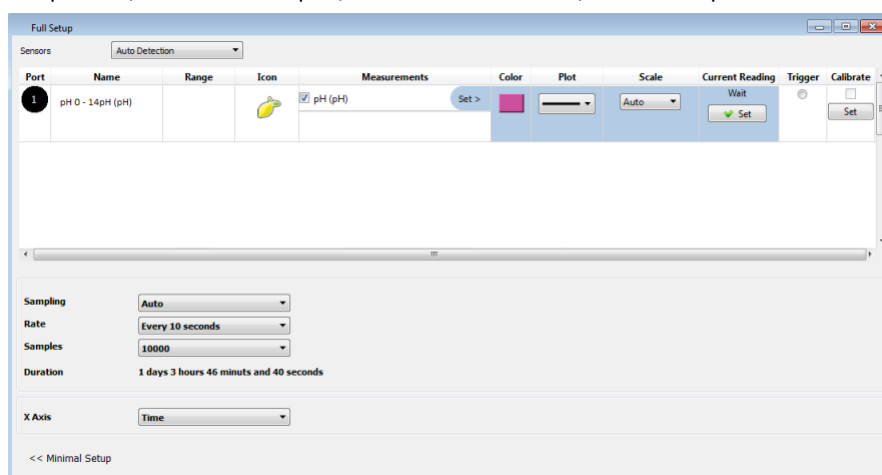 Full Setup
Sensors Auto Detection
Port Name Range Icon Measurements Color Plot Scale Current Reading Trigger Calibrate
1 pH 0 - 14pH (pH) pH (pH) Set > Auto Wait
Set Set
Sampling Auto
Rate Every 10 seconds
Samples 10000
Duration 1 days 3 hours 46 minuts and 40 seconds
X Axis Time
<< Minimal Setup